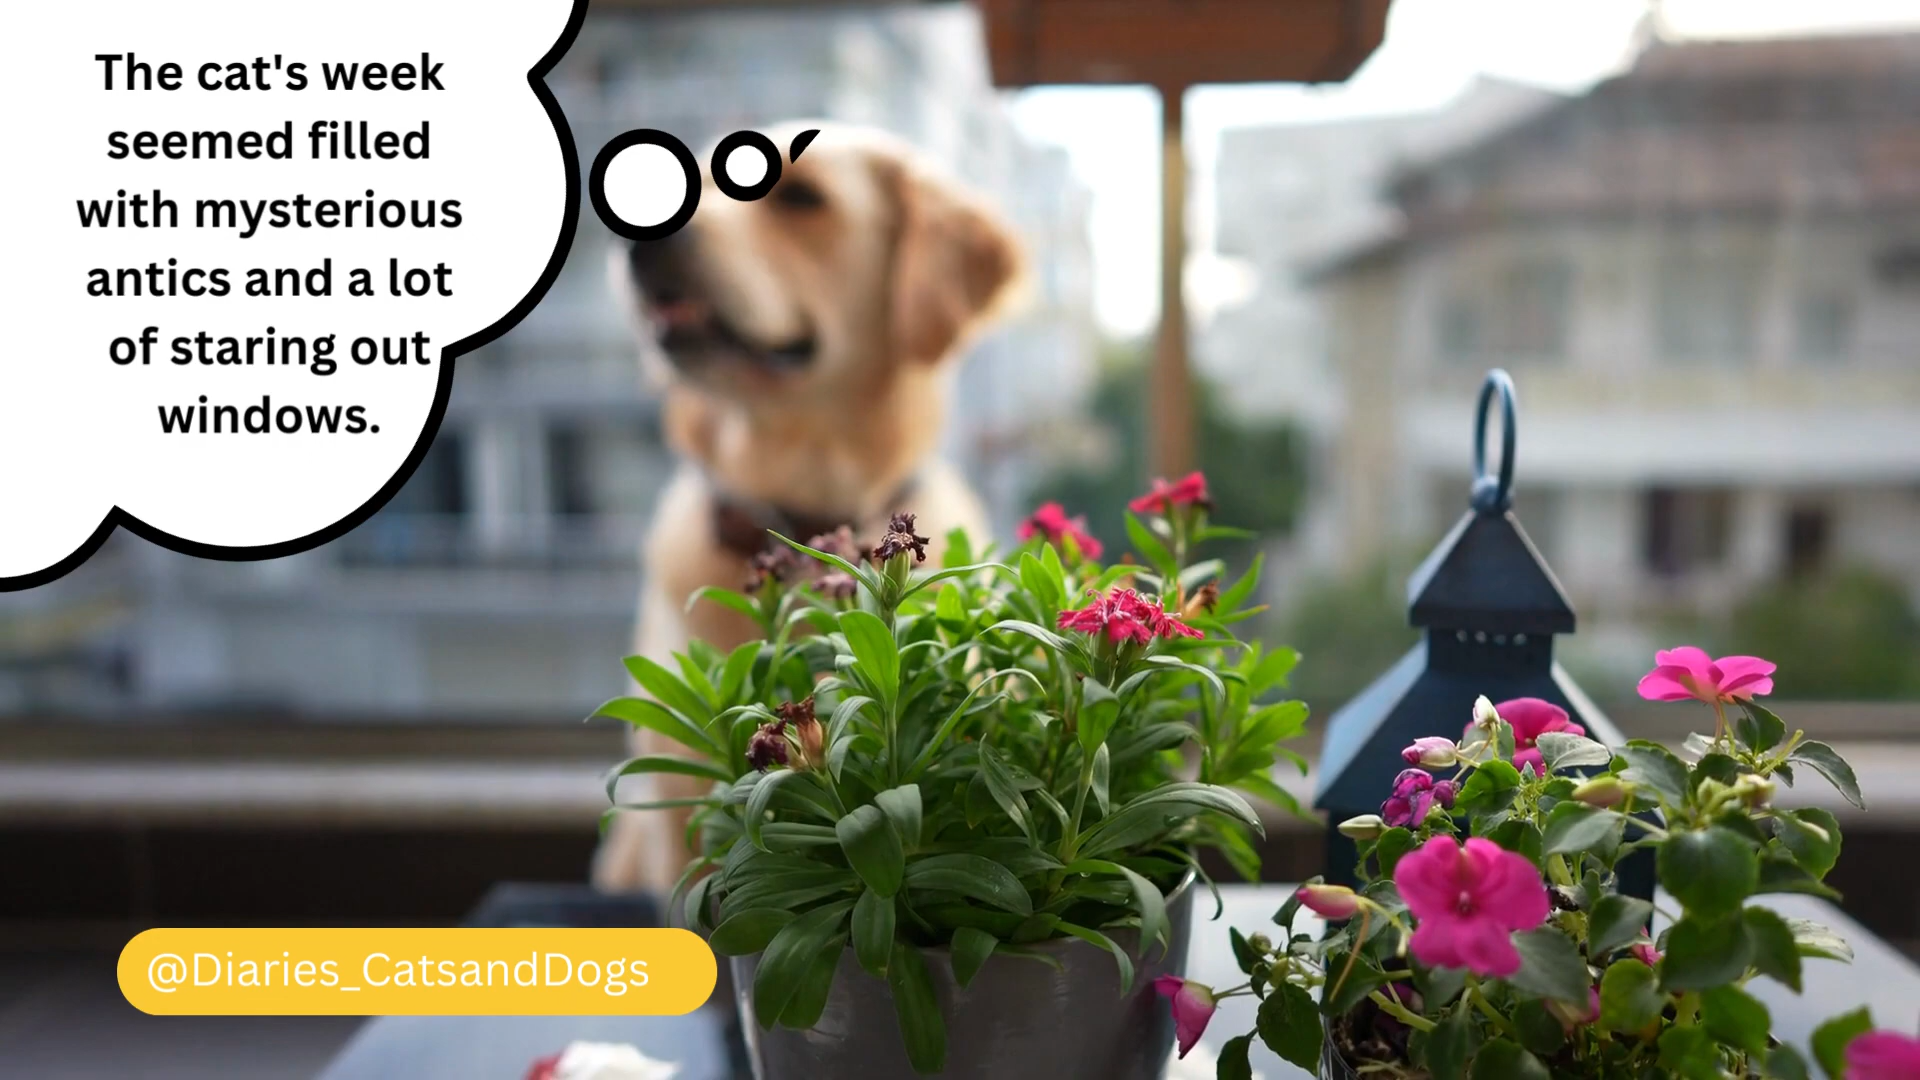 The cat's week
seemed filled
with mysterious
antics and a lot
of staring out
windows.
@Diaries_CatsandDogs